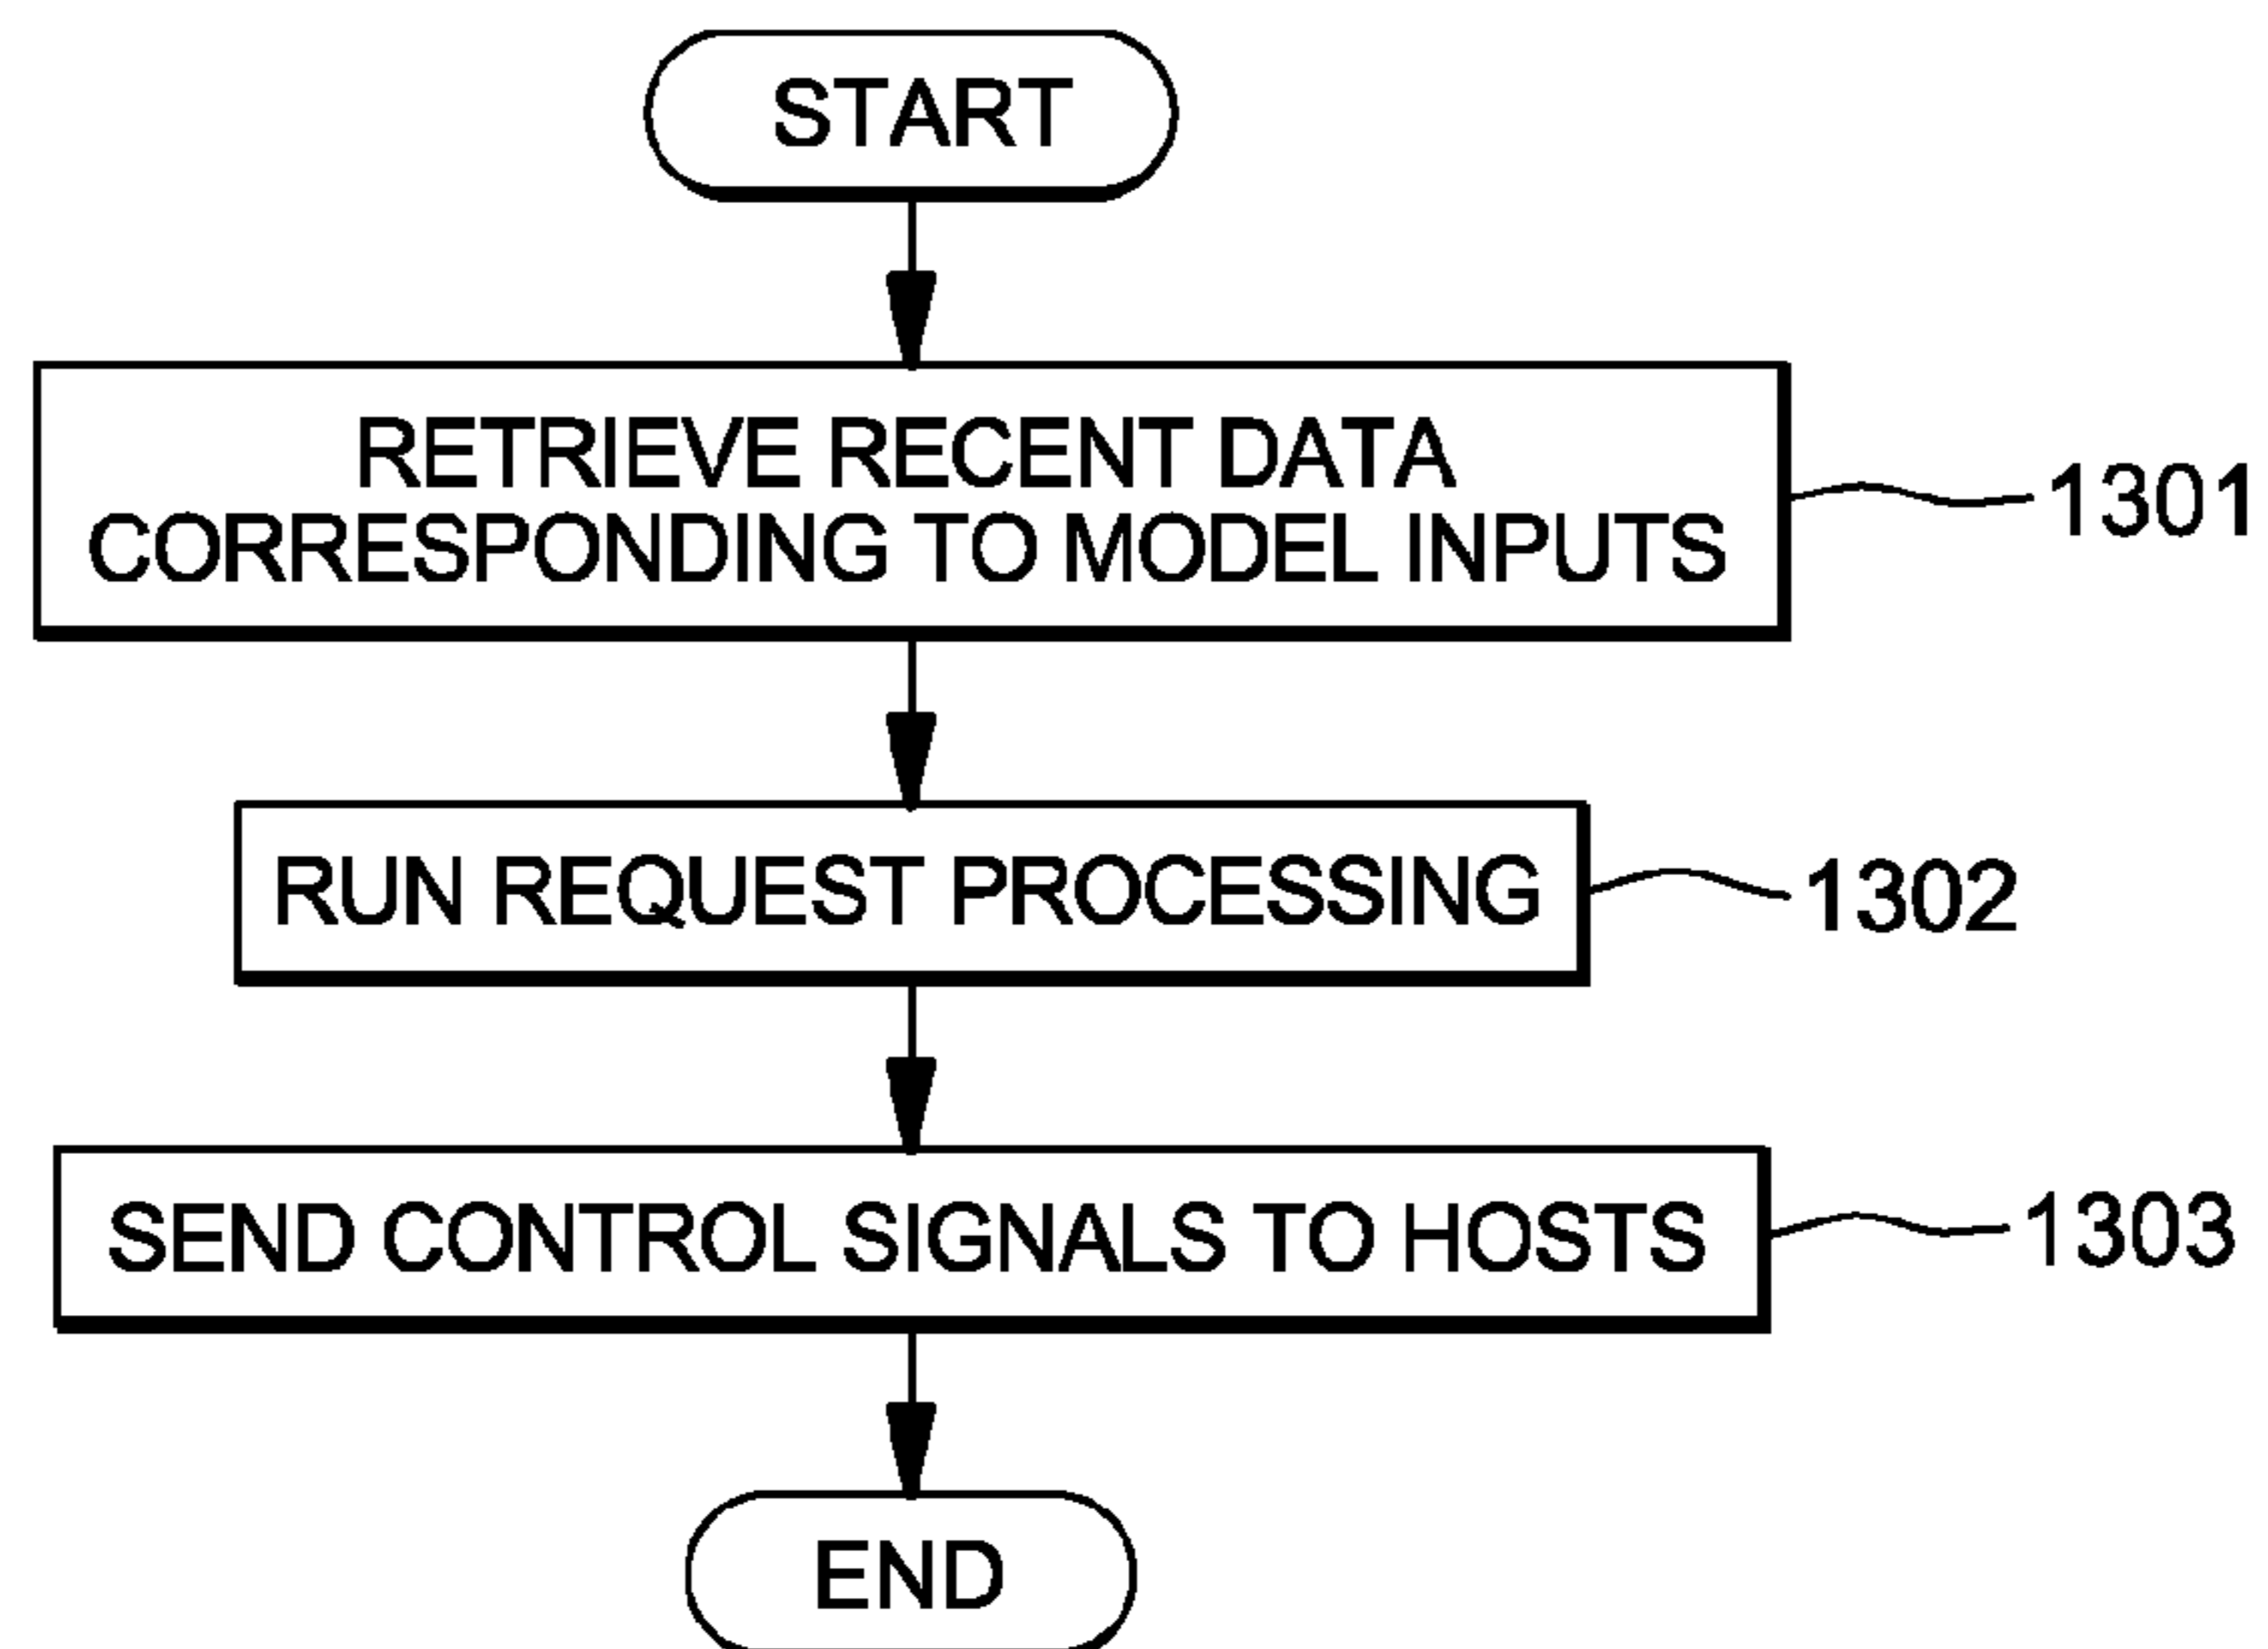 START
RETRIEVE RECENT DATA
CORRESPONDING TO MODEL INPUTS
1301
RUN REQUEST PROCESSING
1302
SEND CONTROL SIGNALS TO HOSTS
1303
END